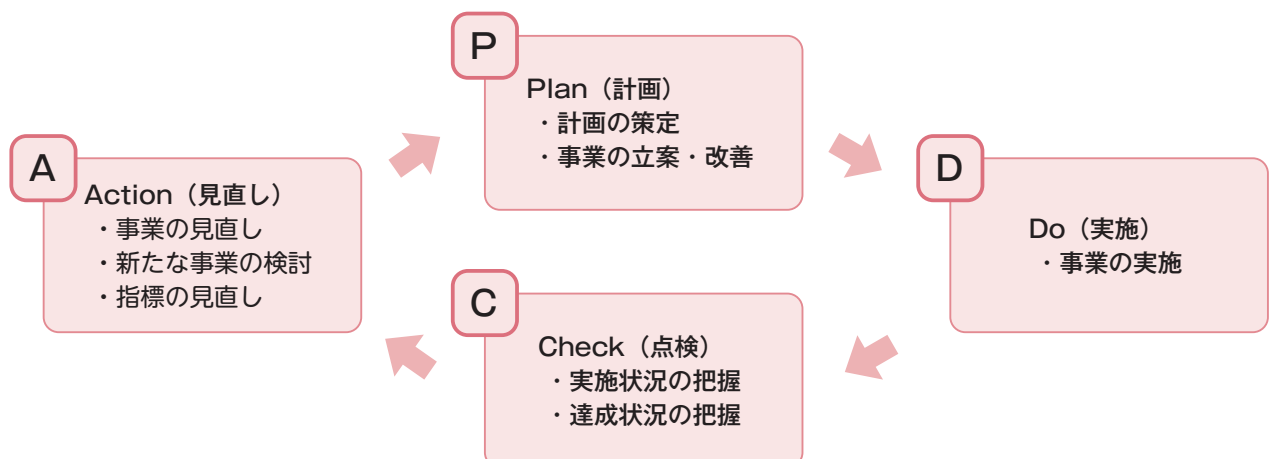 P
Plan（計画）
・計画の策定
・事業の立案・改善
A
Action（見直し）
・事業の見直し
・新たな事業の検討
・指標の見直し
D
Do（実施）
・事業の実施
C
Check（点検）
・実施状況の把握
・達成状況の把握